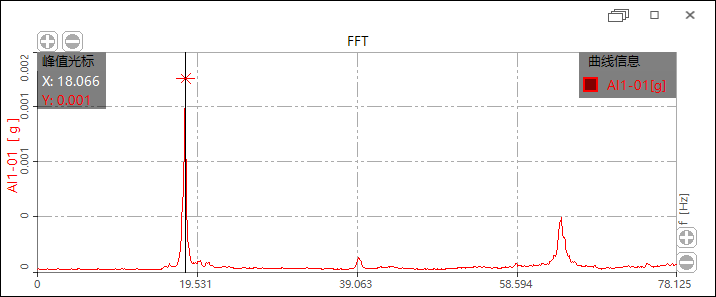 FFT
峰值光标
X: 18.066
Y: 0.001
曲线信息
AI1-01[g]
AI1-01 [ g ]
0.002
0.001
0.001
0
0
0
19.531
39.063
58.594
78.125
f [Hz]